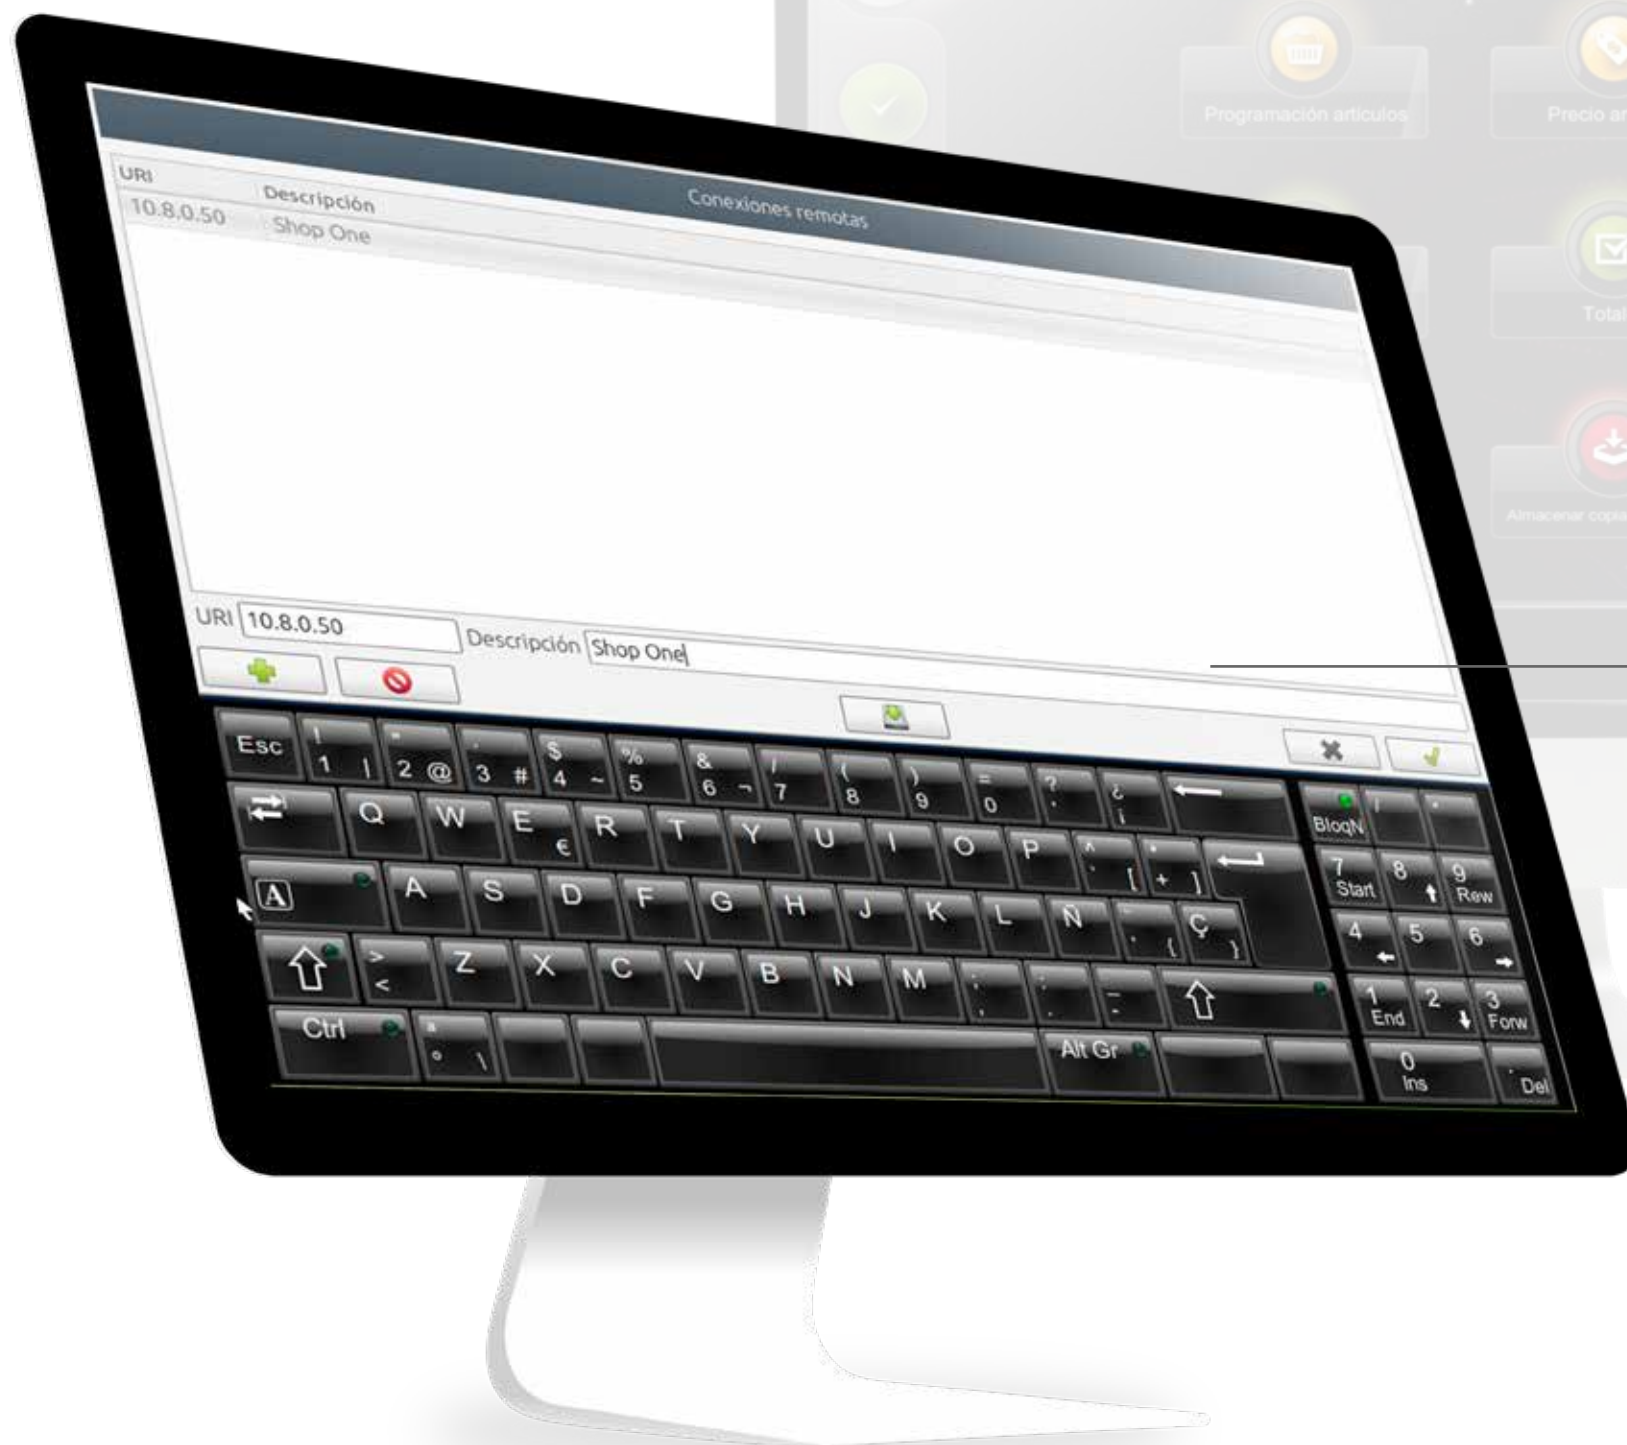 Programación artículos
Precio ar
Total
Almacenar copia
Conexiones remotas
URI Descripción
10.8.0.50 Shop One
URI 10.8.0.50 Descripción Shop One
Esc ! 1 | " 2 @ · 3 # $ 4 ~ % 5 & 6 ¬ / 7 ( 8 ) 9 = 0 ? ' ¿ ¡
BloqN / *
Q W E € R T Y U I O P ^ ` [ * + ]
7 Start 8 9 Rew
A A S D F G H J K L Ñ ¨ ´ { Ç }
4 5 6
> < Z X C V B N M ; , : . _ -
1 End 2 3 Forw
Ctrl ª º \ Alt Gr
0 Ins . Del